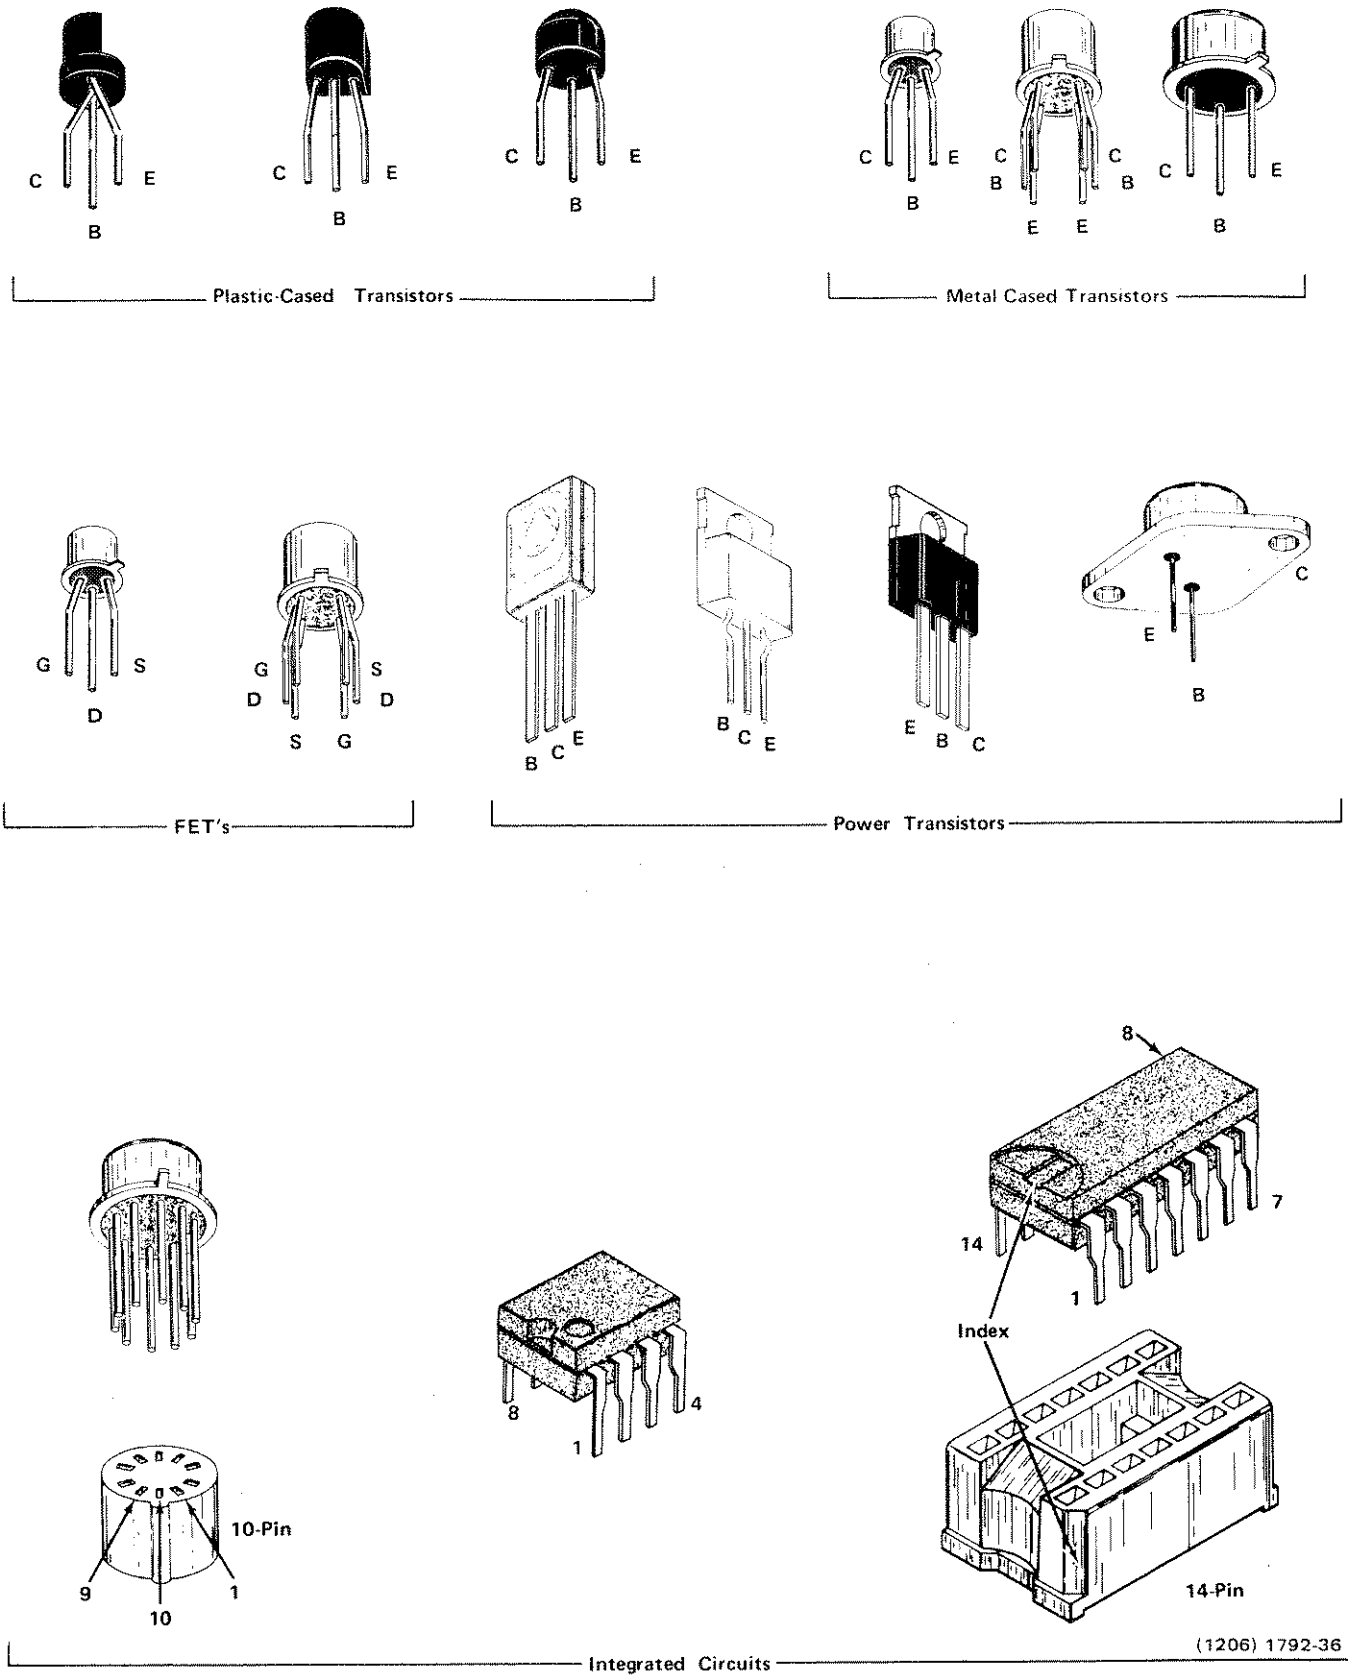 C B E
C B E
C B E
C B E
C C
B B
E E
C B E
Plastic-Cased Transistors
Metal Cased Transistors
G D S
G S
D D
S G
B C E
B C E
E B C
E B C
FET's
Power Transistors
8
14
7
1
Index
8
4
1
10-Pin
9
10
1
14-Pin
(1206) 1792-36
Integrated Circuits